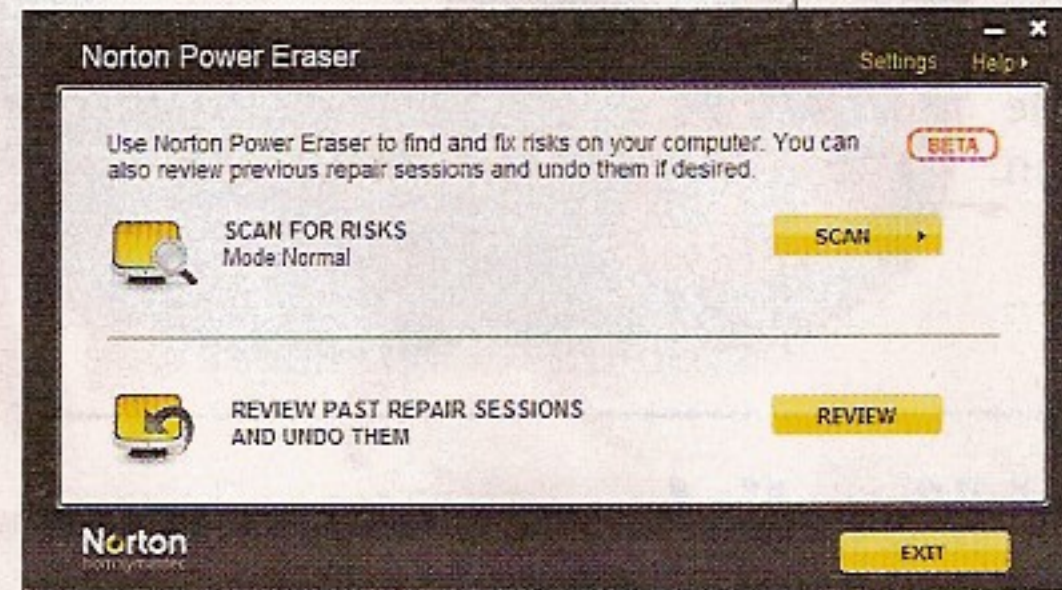 Norton Power Eraser
Settings Help
Use Norton Power Eraser to find and fix risks on your computer. You can
also review previous repair sessions and undo them if desired.
BETA
SCAN FOR RISKS
Mode:Normal
SCAN
REVIEW PAST REPAIR SESSIONS
AND UNDO THEM
REVIEW
Norton
from symantec
EXIT